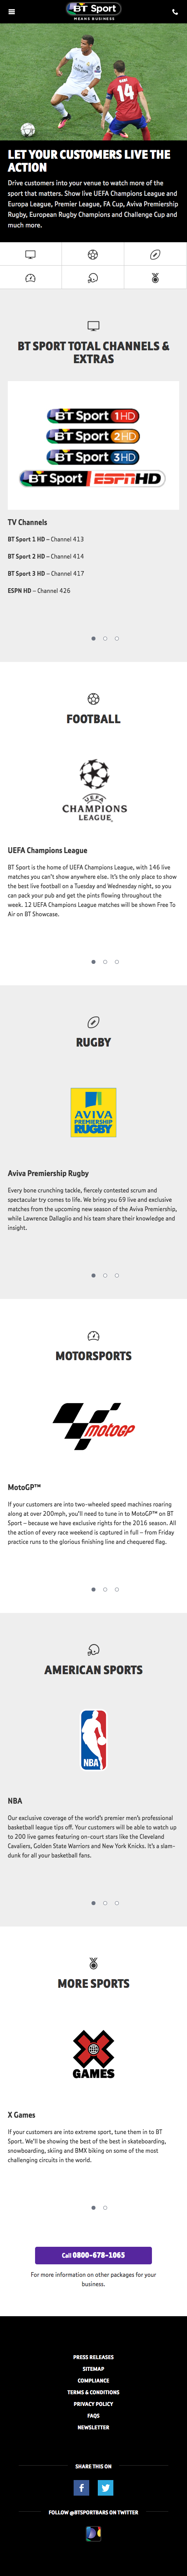 BT Sport
MEANS BUSINESS
14
LET YOUR CUSTOMERS LIVE THE
ACTION
Drive customers into your venue to watch more of the
sport that matters. Show live UEFA Champions League and
Europa League, Premier League, FA Cup, Aviva Premiership
Rugby, European Rugby Champions and Challenge Cup and
much more.
BT SPORT TOTAL CHANNELS &
EXTRAS
BT Sport 1HD
BT Sport 2HD
BT Sport 3HD
BT Sport ESFNHD
TV Channels
BT Sport 1 HD – Channel 413
BT Sport 2 HD – Channel 414
BT Sport 3 HD – Channel 417
ESPN HD – Channel 426
FOOTBALL
CHAMPIONS
LEAGUE
UEFA Champions League
BT Sport is the home of UEFA Champions League, with 146 live
matches you can't show anywhere else. It's the only place to show
the best live football on a Tuesday and Wednesday night, so you
can pack your pub and get the pints flowing throughout the
week. 12 UEFA Champions League matches will be shown Free To
Air on BT Showcase.
RUGBY
AVIVA
PREMIERSHIP
RUGBY
Aviva Premiership Rugby
Every bone crunching tackle, fiercely contested scrum and
spectacular try comes to life. We bring you 69 live and exclusive
matches from the upcoming new season of the Aviva Premiership,
while Lawrence Dallaglio and his team share their knowledge and
insight.
MOTORSPORTS
motogp
MotoGP™
If your customers are into two-wheeled speed machines roaring
along at over 200mph, you'll need to tune in to MotoGP™ on BT
Sport – because we have exclusive rights for the 2016 season. All
the action of every race weekend is captured in full – from Friday
practice runs to the glorious finishing line and chequered flag.
AMERICAN SPORTS
NBA
NBA
Our exclusive coverage of the world's premier men's professional
basketball league tips off. Your customers will be able to watch up
to 200 live games featuring on-court stars like the Cleveland
Cavaliers, Golden State Warriors and New York Knicks. It's a slam-
dunk for all your basketball fans.
MORE SPORTS
X
GAMES
X Games
If your customers are into extreme sport, tune them in to BT
Sport. We'll be showing the best of the best in skateboarding,
snowboarding, skiing and BMX biking on some of the most
challenging circuits in the world.
Call 0800-678-1065
For more information on other packages for your
business.
PRESS RELEASES
SITEMAP
COMPLIANCE
TERMS & CONDITIONS
PRIVACY POLICY
FAQS
NEWSLETTER
SHARE THIS ON
FOLLOW @BTSPORTBARS ON TWITTER